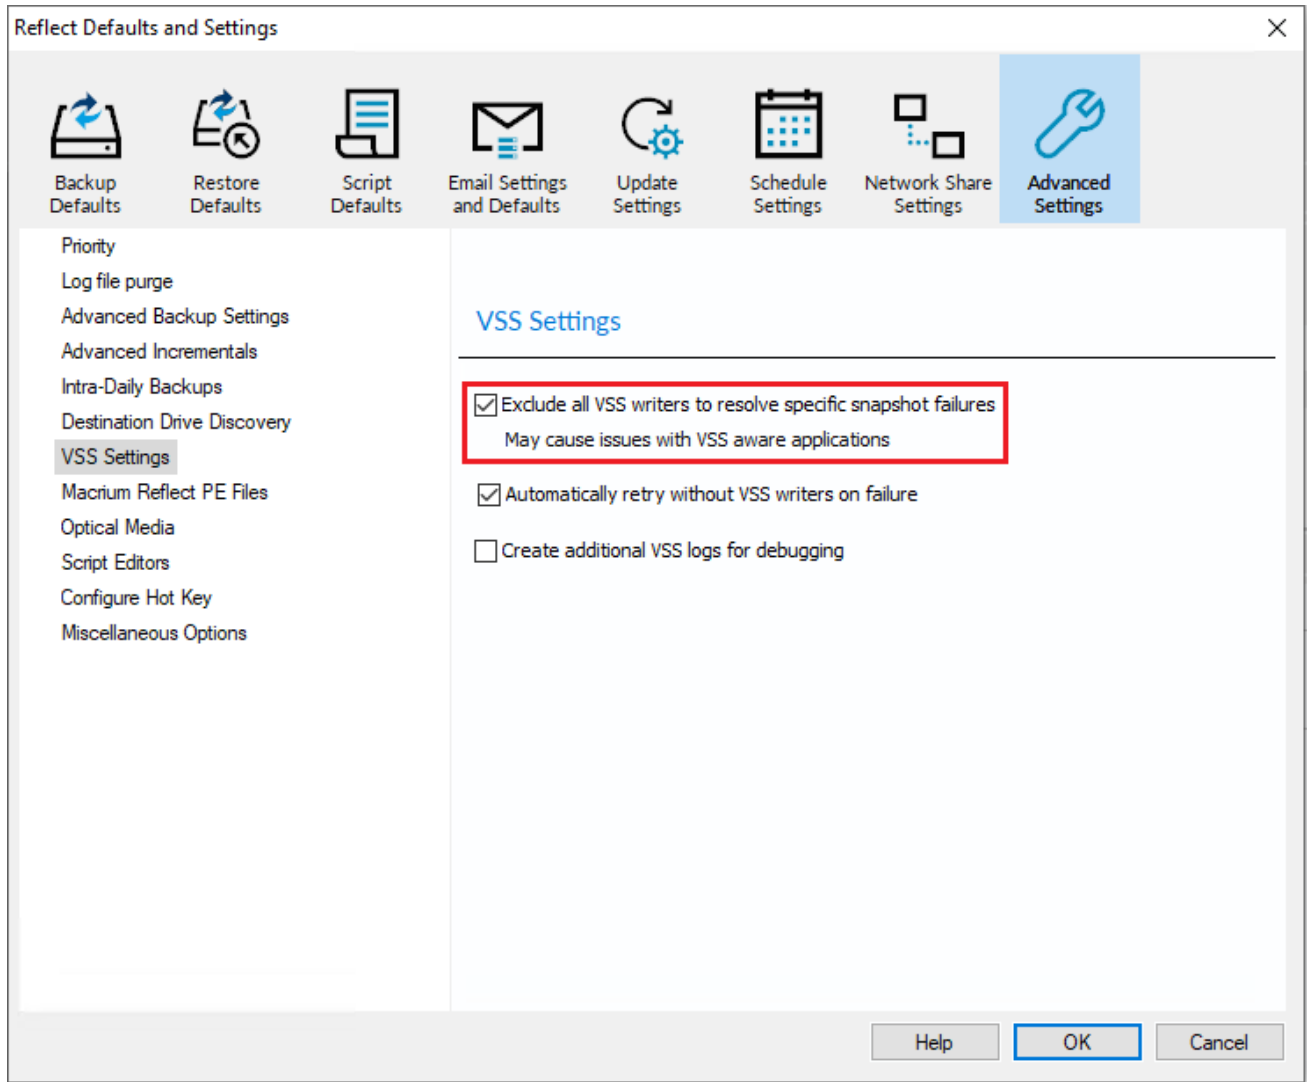 Reflect Defaults and Settings
Backup
Defaults
Restore
Defaults
Script
Defaults
Email Settings
and Defaults
Update
Settings
Schedule
Settings
Network Share
Settings
Advanced
Settings
Priority
Log file purge
Advanced Backup Settings
Advanced Incrementals
Intra-Daily Backups
Destination Drive Discovery
VSS Settings
Macrium Reflect PE Files
Optical Media
Script Editors
Configure Hot Key
Miscellaneous Options
VSS Settings
Exclude all VSS writers to resolve specific snapshot failures
May cause issues with VSS aware applications
Automatically retry without VSS writers on failure
Create additional VSS logs for debugging
Help
OK
Cancel